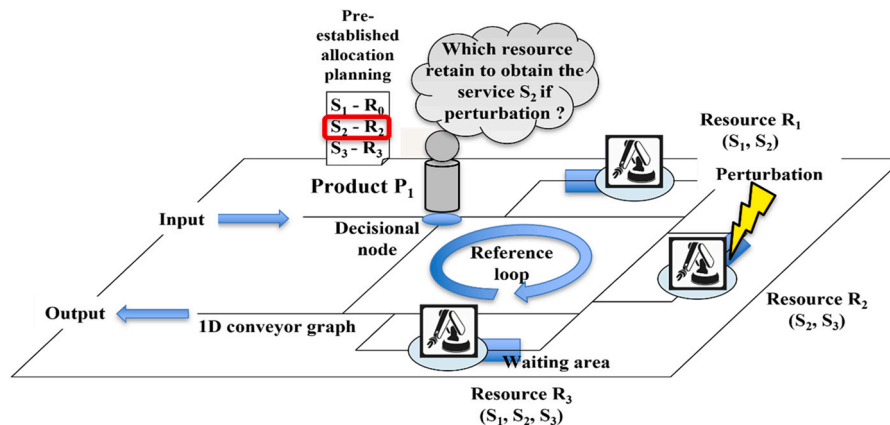 Pre-
established
allocation
planning
S₁ - R₀
S₂ - R₂
S₃ - R₃
Which resource
retain to obtain the
service S₂ if
perturbation ?
Resource R₁
(S₁, S₂)
Perturbation
Product P₁
Input
Decisional
node
Reference
loop
Resource R₂
(S₂, S₃)
Output
1D conveyor graph
Waiting area
Resource R₃
(S₁, S₂, S₃)